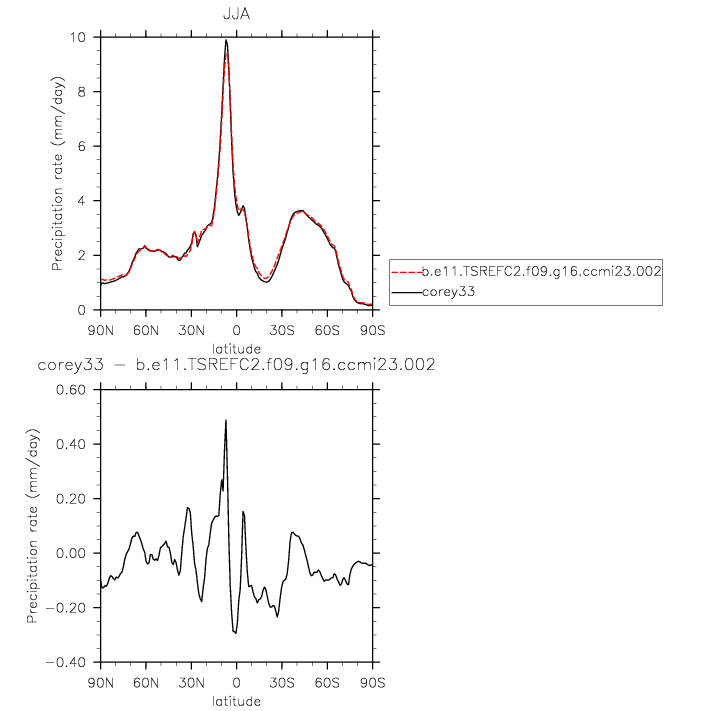 JJA
Precipitation rate (mm/day)
10
8
6
4
2
0
90N 60N 30N 0 30S 60S 90S
latitude
b.e11.TSREFC2.f09.g16.ccmi23.002
corey33
corey33 – b.e11.TSREFC2.f09.g16.ccmi23.002
Precipitation rate (mm/day)
0.60
0.40
0.20
0.00
−0.20
−0.40
90N 60N 30N 0 30S 60S 90S
latitude